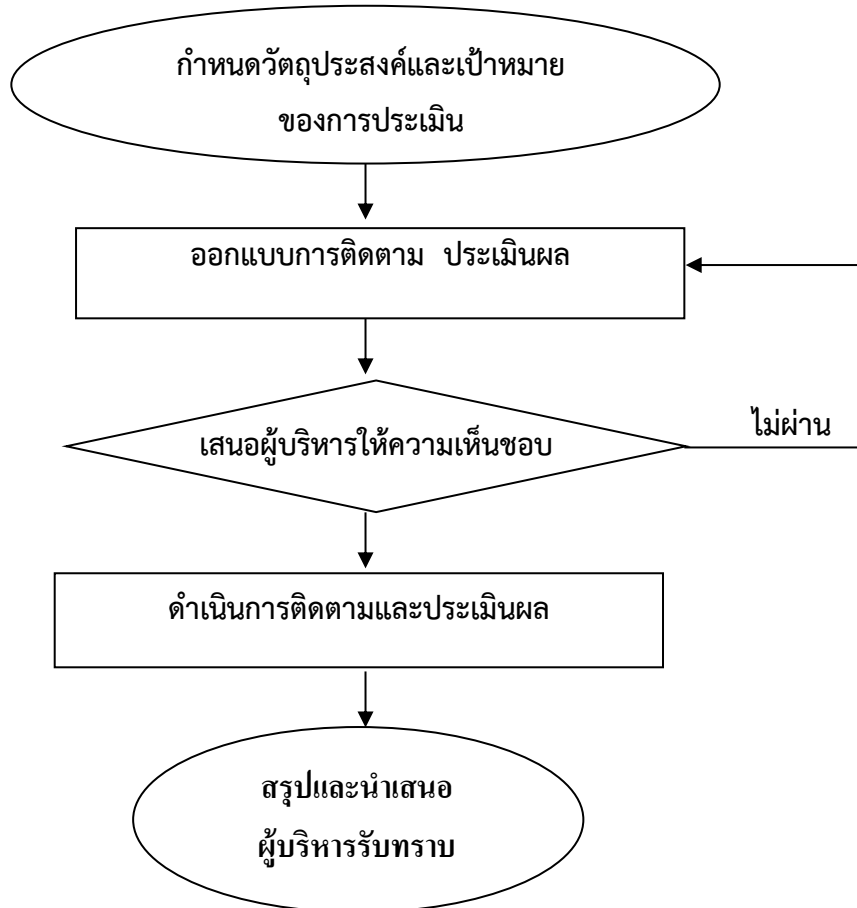 กำหนดวัตถุประสงค์และเป้าหมาย
ของการประเมิน
ออกแบบการติดตาม ประเมินผล
เสนอผู้บริหารให้ความเห็นชอบ
ไม่ผ่าน
ดำเนินการติดตามและประเมินผล
สรุปและนำเสนอ
ผู้บริหารรับทราบ